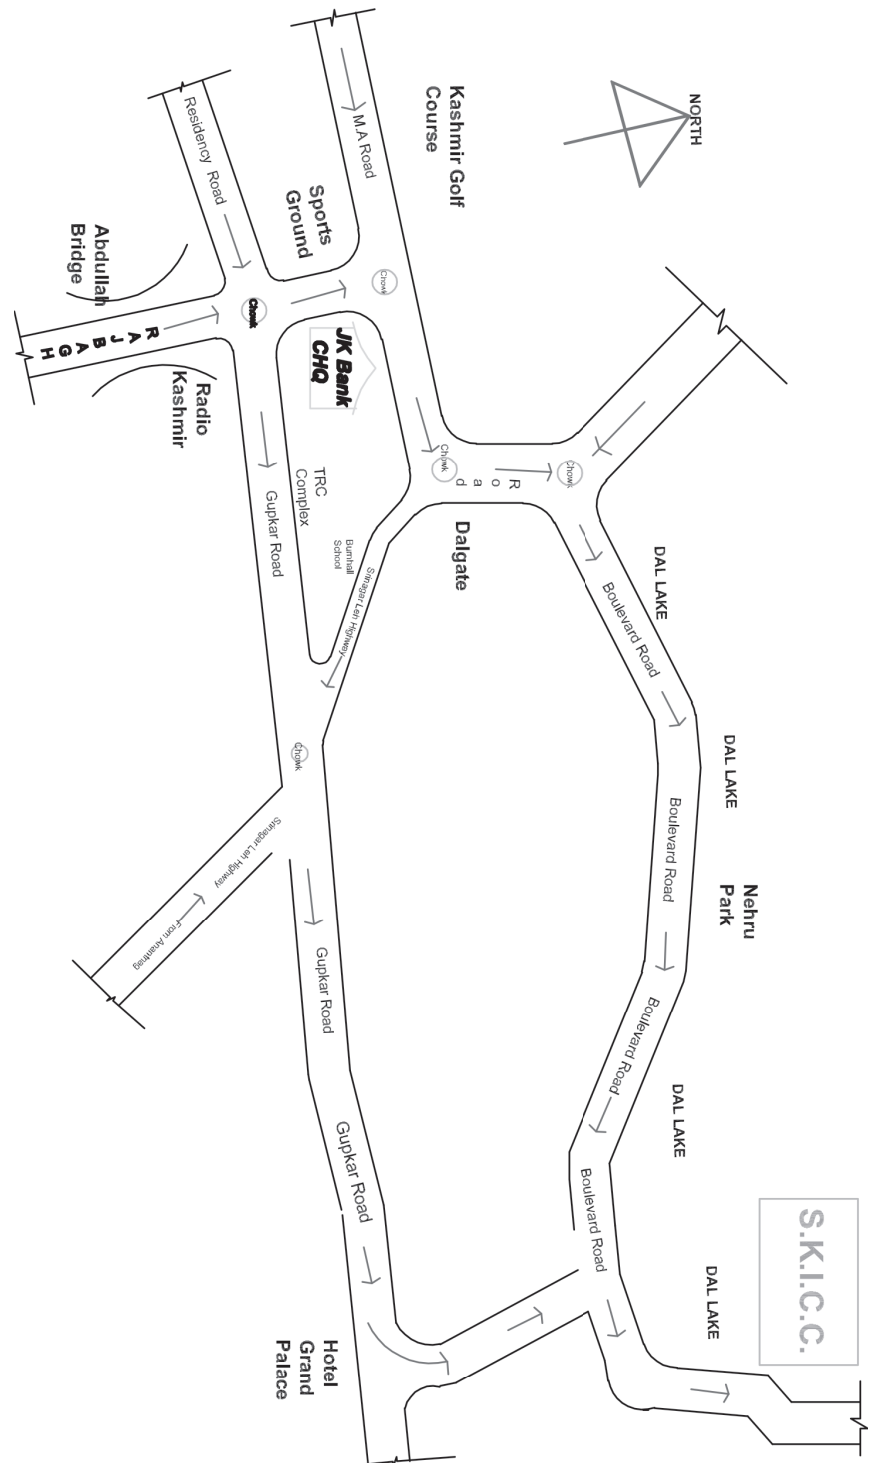 NORTH
Kashmir Golf
Course
M.A Road
Residency Road
Sports
Ground
Abdullah
Bridge
RAJBAGH
Radio
Kashmir
Chowk
Chowk
JK Bank
CHQ
TRC
Complex
Burnhall
School
Gupkar Road
Chowk
Road
Chowk
Dalgate
Srinagar Leh Highway
DAL LAKE
Boulevard Road
Chowk
DAL LAKE
Boulevard Road
Nehru
Park
Srinagar Leh Highway
From Anantnag
Gupkar Road
Boulevard Road
DAL LAKE
Gupkar Road
Boulevard Road
S.K.I.C.C.
DAL LAKE
Hotel
Grand
Palace